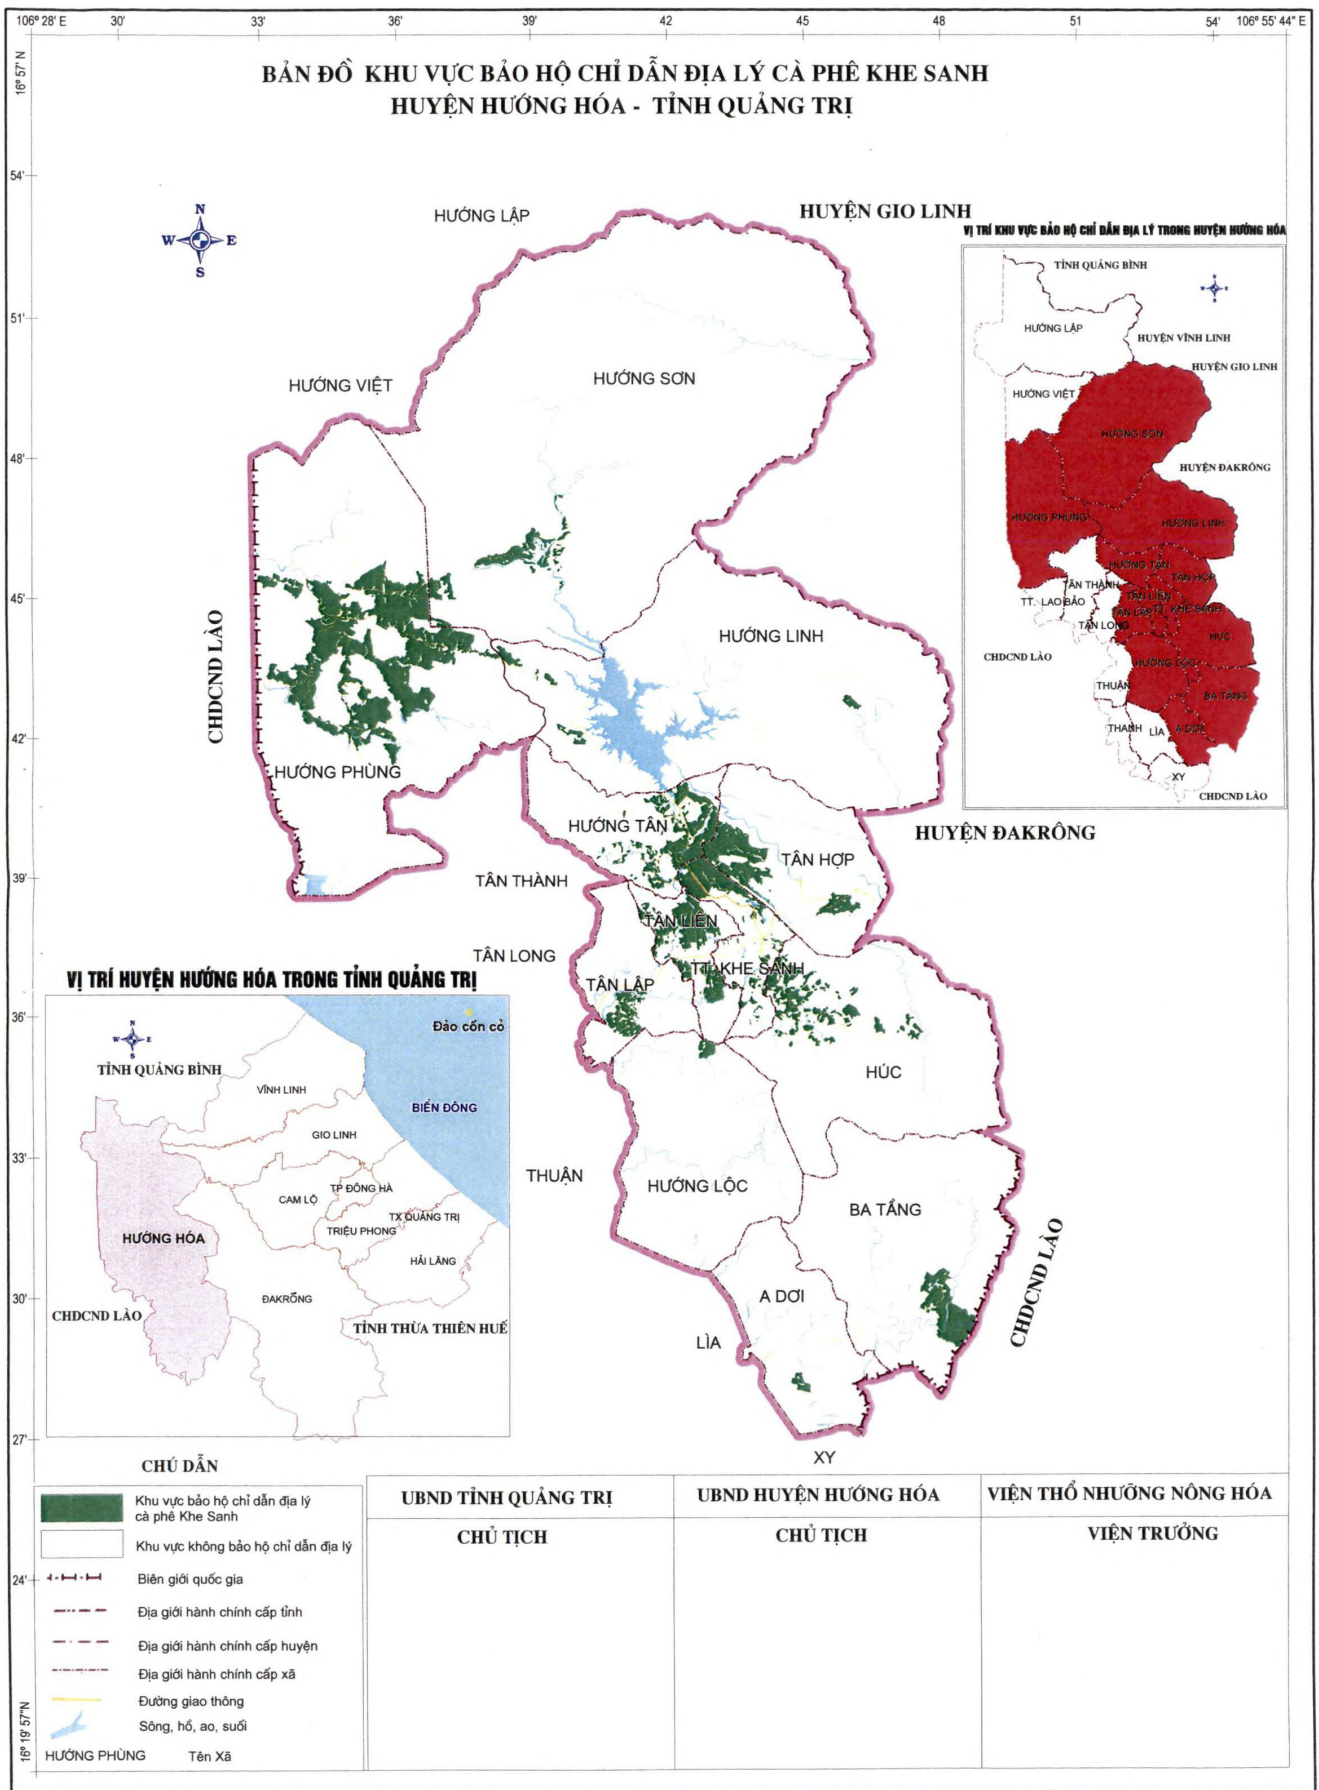 106° 28' E 30' 33' 36' 39' 42 45 48 51 54' 106° 55' 44" E
16° 57' N
BẢN ĐỒ KHU VỰC BẢO HỘ CHỈ DẪN ĐỊA LÝ CÀ PHÊ KHE SANH
HUYỆN HƯỚNG HÓA - TỈNH QUẢNG TRỊ
54'
51'
48'
45'
42'
39'
36'
33'
30'
27'
24'
16° 19' 57"N
N
W E
S
HƯỚNG LẬP
HUYỆN GIO LINH
HƯỚNG VIỆT
HƯỚNG SƠN
CHDCND LÀO
HƯỚNG LINH
HƯỚNG PHÙNG
HƯỚNG TÂN
TÂN HỢP
HUYỆN ĐAKRÔNG
TÂN THÀNH
TÂN LIÊN
TÂN LONG
TT. KHE SANH
TÂN LẬP
HÚC
THUẬN
HƯỚNG LỘC
BA TẦNG
A DƠI
CHDCND LÀO
LÌA
XY
VỊ TRÍ KHU VỰC BẢO HỘ CHỈ DẪN ĐỊA LÝ TRONG HUYỆN HƯỚNG HÓA
TỈNH QUẢNG BÌNH
N
W E
S
HƯỚNG LẬP
HUYỆN VĨNH LINH
HUYỆN GIO LINH
HƯỚNG VIỆT
HƯỚNG SƠN
HUYỆN ĐAKRÔNG
HƯỚNG PHÙNG
HƯỚNG LINH
HƯỚNG TÂN
TÂN HỢP
TÂN THÀNH
TÂN LIÊN
TT. LAO BẢO
TÂN LẬP
TT. KHE SANH
TÂN LONG
HÚC
CHDCND LÀO
HƯỚNG LỘC
THUẬN
BA TẦNG
THANH
LÌA
A DƠI
XY
CHDCND LÀO
VỊ TRÍ HUYỆN HƯỚNG HÓA TRONG TỈNH QUẢNG TRỊ
N
W E
S
Đảo cồn cỏ
TỈNH QUẢNG BÌNH
VĨNH LINH
BIỂN ĐÔNG
GIO LINH
TP ĐÔNG HÀ
CAM LỘ
TX QUẢNG TRỊ
TRIỆU PHONG
HƯỚNG HÓA
HẢI LĂNG
ĐAKRÔNG
CHDCND LÀO
TỈNH THỪA THIÊN HUẾ
CHÚ DẪN
Khu vực bảo hộ chỉ dẫn địa lý
cà phê Khe Sanh
Khu vực không bảo hộ chỉ dẫn địa lý
Biên giới quốc gia
Địa giới hành chính cấp tỉnh
Địa giới hành chính cấp huyện
Địa giới hành chính cấp xã
Đường giao thông
Sông, hồ, ao, suối
HƯỚNG PHÙNG Tên Xã
UBND TỈNH QUẢNG TRỊ
CHỦ TỊCH
UBND HUYỆN HƯỚNG HÓA
CHỦ TỊCH
VIỆN THỔ NHƯỠNG NÔNG HÓA
VIỆN TRƯỞNG